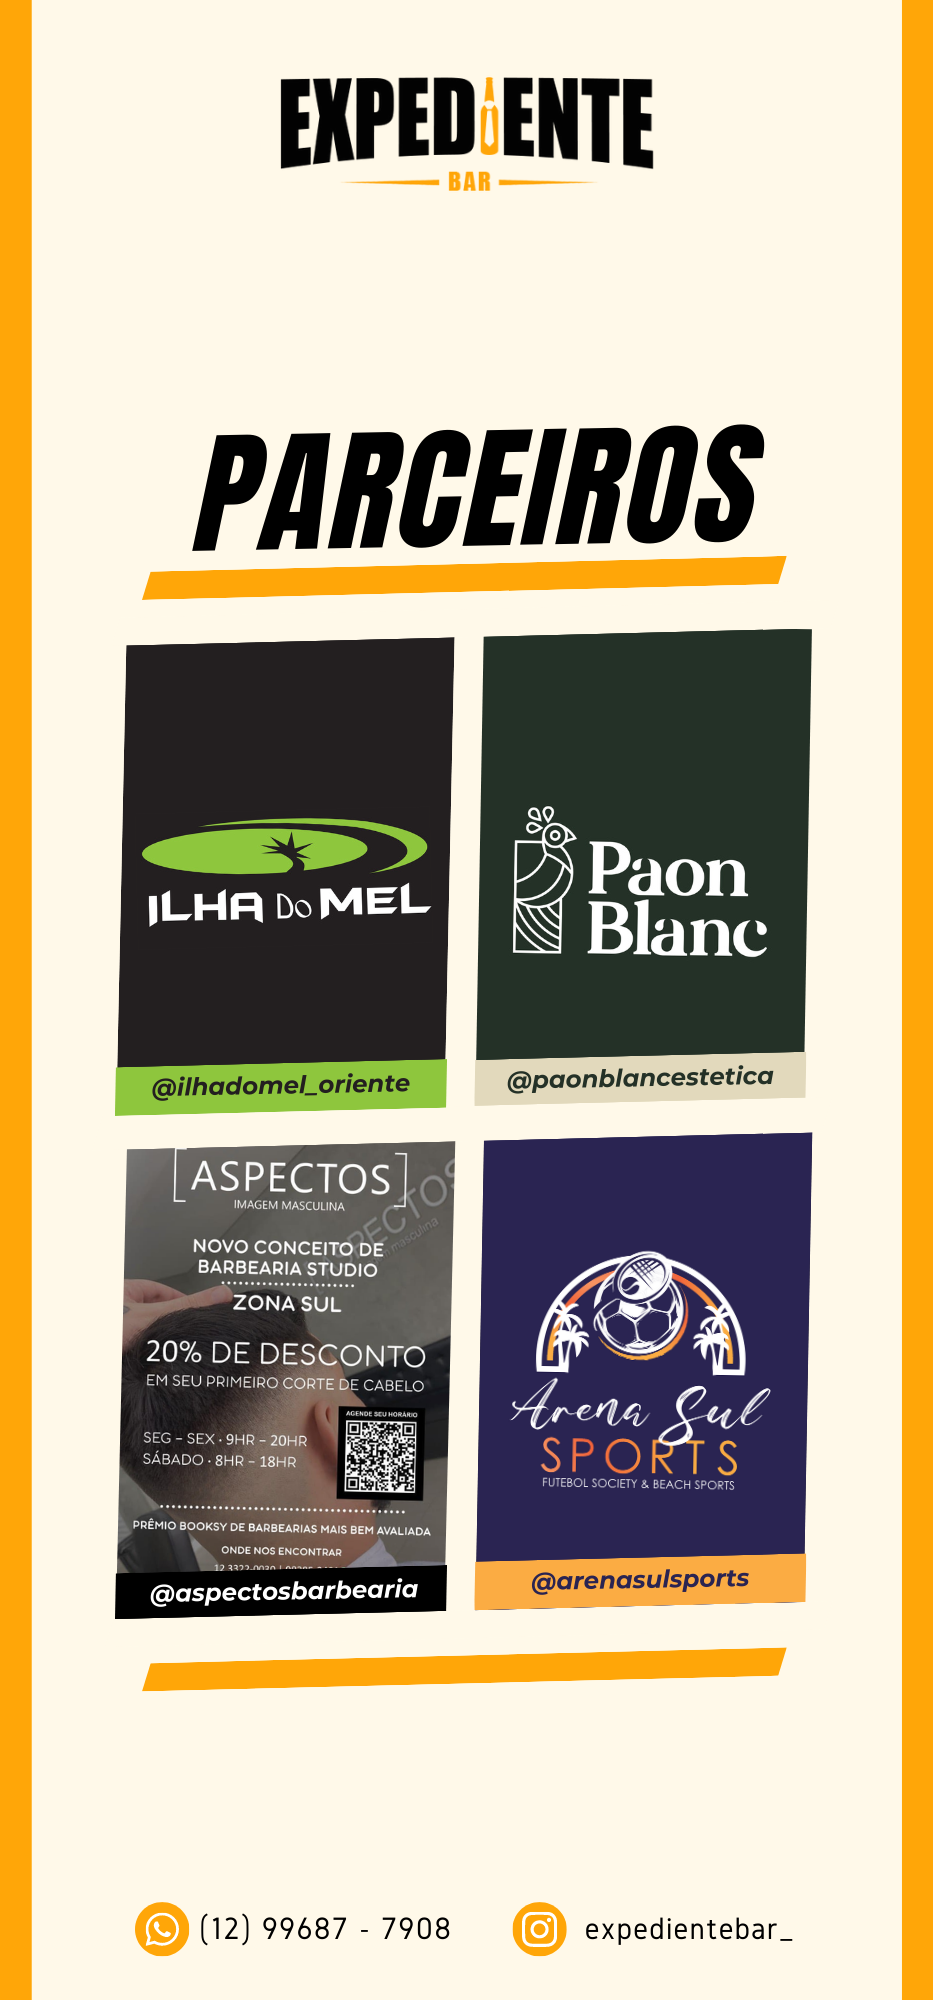 EXPEDIENTE
BAR
PARCEIROS
ILHA Do MEL
@ilhadomel_oriente
Paon
Blanc
@paonblancestetica
[ASPECTOS]
IMAGEM MASCULINA
NOVO CONCEITO DE
BARBEARIA STUDIO
ZONA SUL
20% DE DESCONTO
EM SEU PRIMEIRO CORTE DE CABELO
AGENDE SEU HORÁRIO
SEG - SEX • 9HR - 20HR
SÁBADO • 8HR - 18HR
PRÊMIO BOOKSY DE BARBEARIAS MAIS BEM AVALIADA
ONDE NOS ENCONTRAR
@aspectosbarbearia
Arena Sul
SPORTS
FUTEBOL SOCIETY & BEACH SPORTS
@arenasulsports
(12) 99687 - 7908
expedientebar_